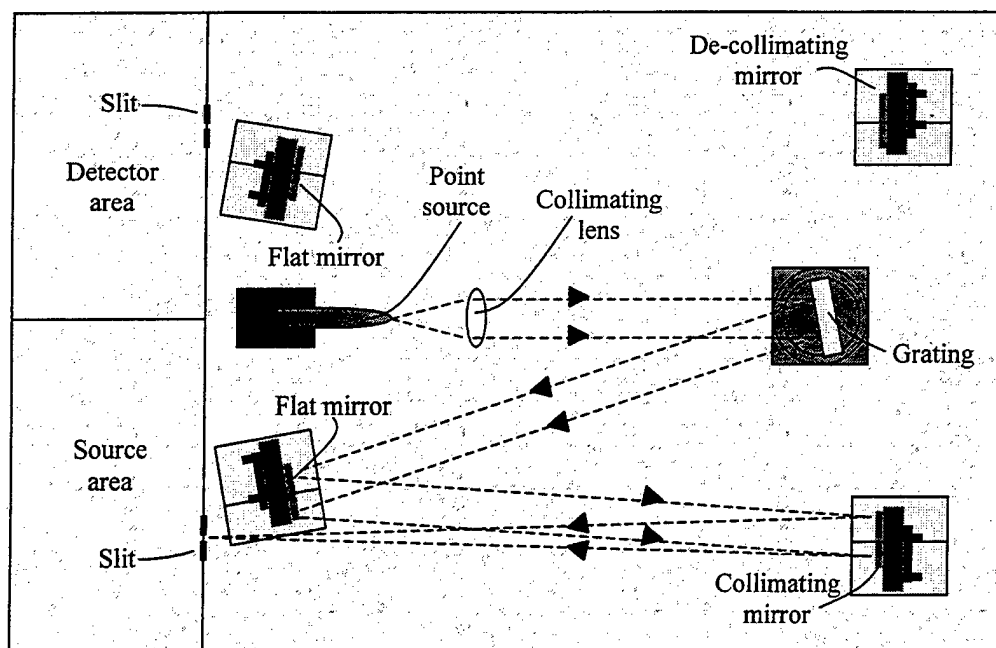 De-collimating
mirror
Slit
Detector
area
Point
source
Collimating
lens
Flat mirror
Grating
Flat mirror
Source
area
Slit
Collimating
mirror